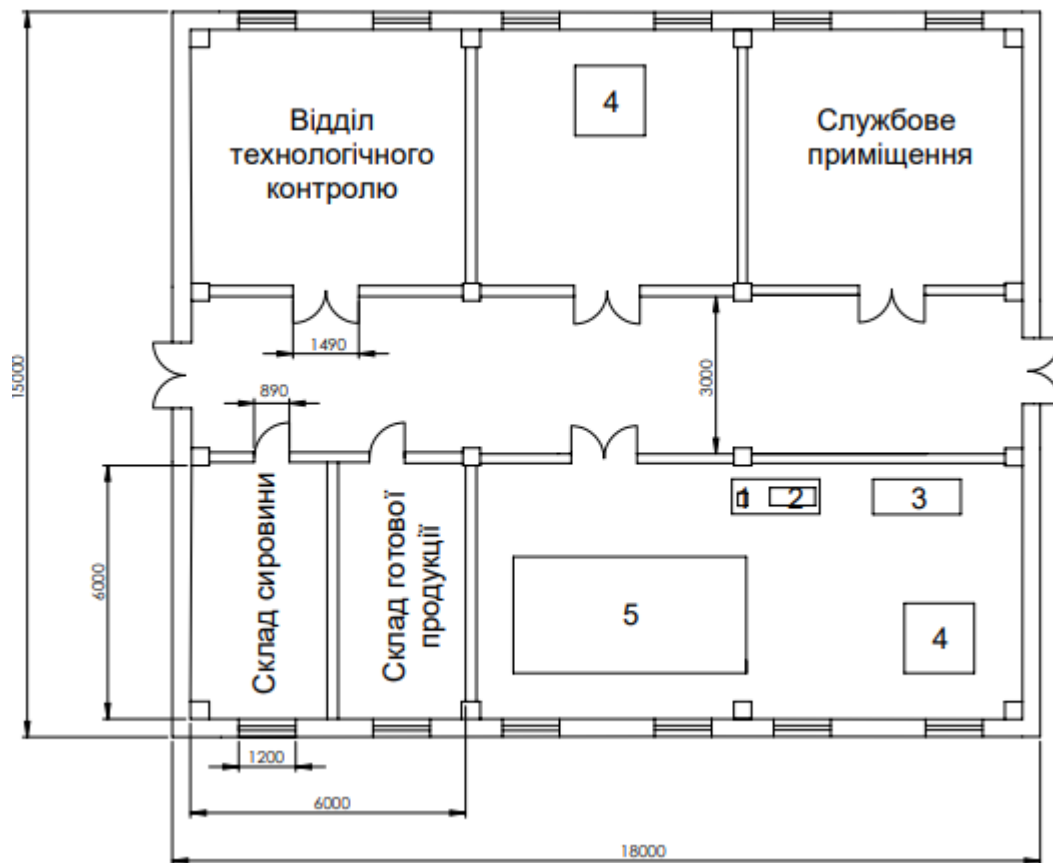 Відділ
технологічного
контролю
4
Службове
приміщення
1490
890
3000
15000
6000
Склад сировини
Склад готової
продукції
1
2
3
5
4
1200
6000
18000